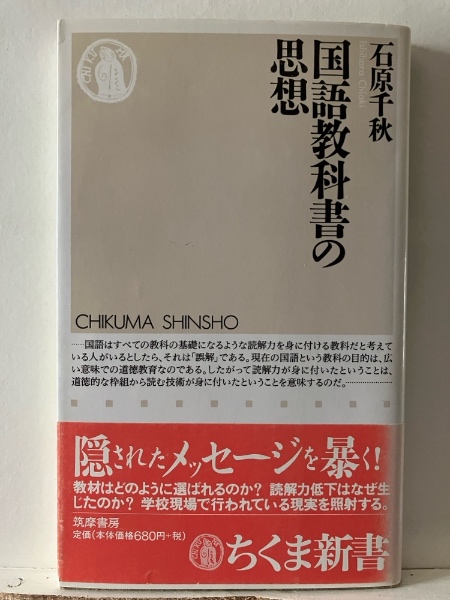 石原千秋
Ishihara Chiaki
国語教科書の
思想
CHIKUMA SHINSHO
……国語はすべての教科の基礎になるような読解力を身に付ける教科だと考えて
いる人がいるとしたら、それは「誤解」である。現在の国語という教科の目的は、広
い意味での道徳教育なのである。したがって読解力が身に付いたということは、
道徳的な枠組から読む技術が身に付いたということを意味するのだ。……………
隠されたメッセージを暴く!
教材はどのように選ばれるのか? 読解力低下はなぜ生
じたのか? 学校現場で行われている現実を照射する。
筑摩書房
定価(本体価格680円+税)
ちくま新書